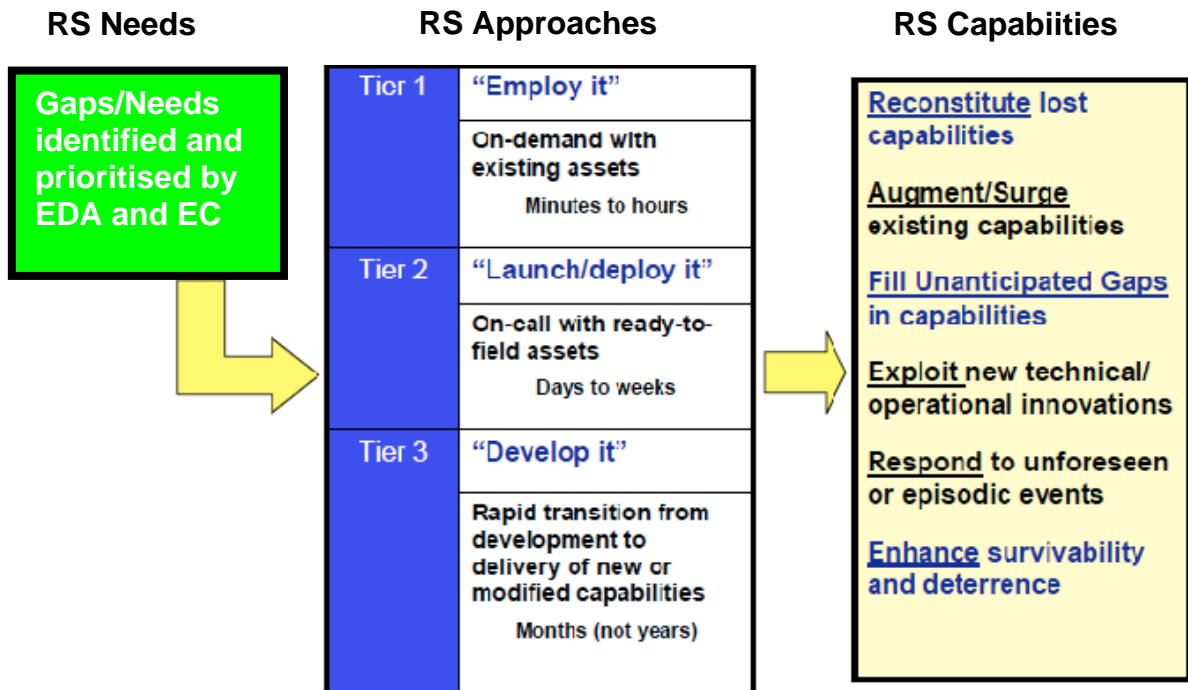 RS Needs
RS Approaches
RS Capabiities
Gaps/Needs
identified and
prioritised by
EDA and EC
Tier 1
“Employ it”
On-demand with
existing assets
Minutes to hours
Tier 2
“Launch/deploy it”
On-call with ready-to-
field assets
Days to weeks
Tier 3
“Develop it”
Rapid transition from
development to
delivery of new or
modified capabilities
Months (not years)
Reconstitute lost
capabilities
Augment/Surge
existing capabilities
Fill Unanticipated Gaps
in capabilities
Exploit new technical/
operational innovations
Respond to unforeseen
or episodic events
Enhance survivability
and deterrence